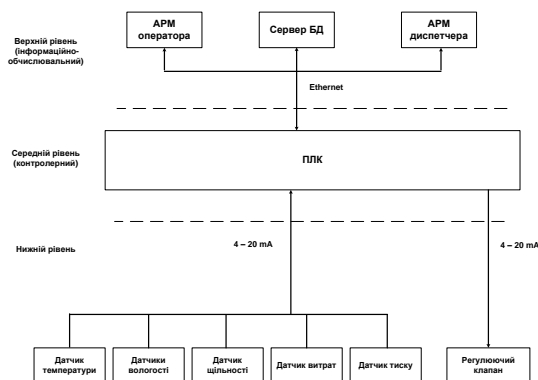 Верхній рівень
(інформаційно-
обчислювальний)
АРМ
оператора
Сервер БД
АРМ
диспетчера
Ethernet
Середній рівень
(контролерний)
ПЛК
Нижній рівень
4 – 20 mA
4 – 20 mA
Датчик
температури
Датчики
вологості
Датчик
щільності
Датчик витрат
Датчик тиску
Регулюючий
клапан